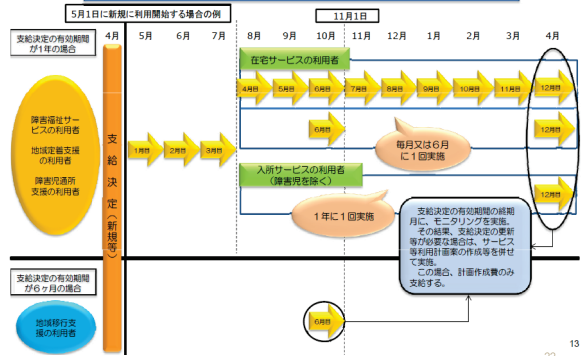 5月1日に新規に利用開始する場合の例
11月1日
支給決定の有効期間
が1年の場合
4月
5月
6月
7月
8月
9月
10月
11月
12月
1月
2月
3月
4月
在宅サービスの利用者
4月目
5月目
6月目
7月目
8月目
9月目
10月目
11月目
12月目
障害福祉サー
ビスの利用者
地域定着支援
の利用者
障害児通所
支援の利用者
支給決定(新規等)
1月目
2月目
3月目
6月目
12月目
毎月又は6月
に1回実施
入所サービスの利用者
(障害児を除く)
12月目
1年に1回実施
支給決定の有効期間の終期
月に、モニタリングを実施。
その結果、支給決定の更新
等が必要な場合は、サービス
等利用計画案の作成等を併せ
て実施。
この場合、計画作成費のみ
支給する。
支給決定の有効期間
が6ヶ月の場合
地域移行支
援の利用者
6月目
13